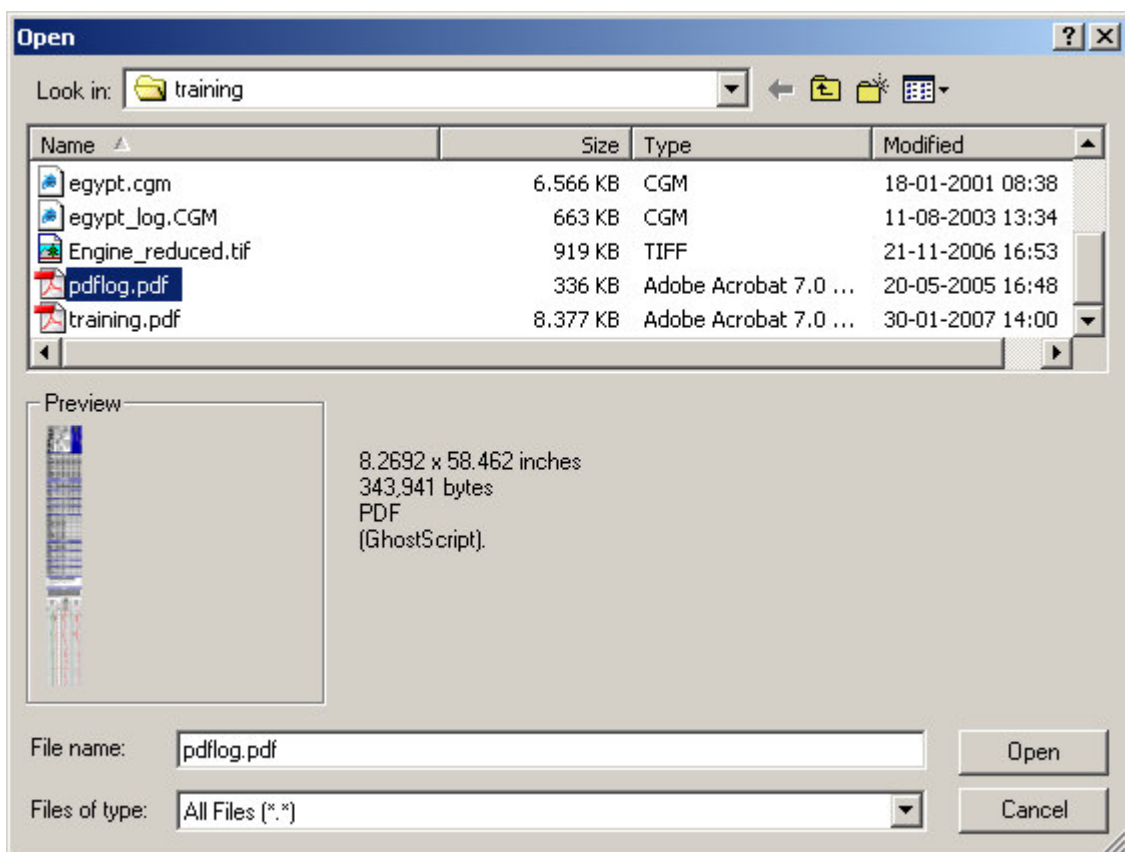 Open
Look in: training
Name Size Type Modified
egypt.cgm 6.566 KB CGM 18-01-2001 08:38
egypt_log.CGM 663 KB CGM 11-08-2003 13:34
Engine_reduced.tif 919 KB TIFF 21-11-2006 16:53
pdflog.pdf 336 KB Adobe Acrobat 7.0 ... 20-05-2005 16:48
training.pdf 8.377 KB Adobe Acrobat 7.0 ... 30-01-2007 14:00
Preview
8.2692 x 58.462 inches
343,941 bytes
PDF
(GhostScript).
File name: pdflog.pdf Open
Files of type: All Files (*.*) Cancel